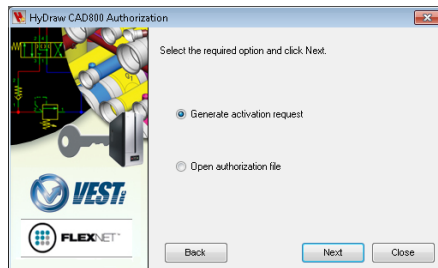 HyDraw CAD800 Authorization
Select the required option and click Next.
Generate activation request
Open authorization file
VESTi
FLEXNET
Back
Next
Close